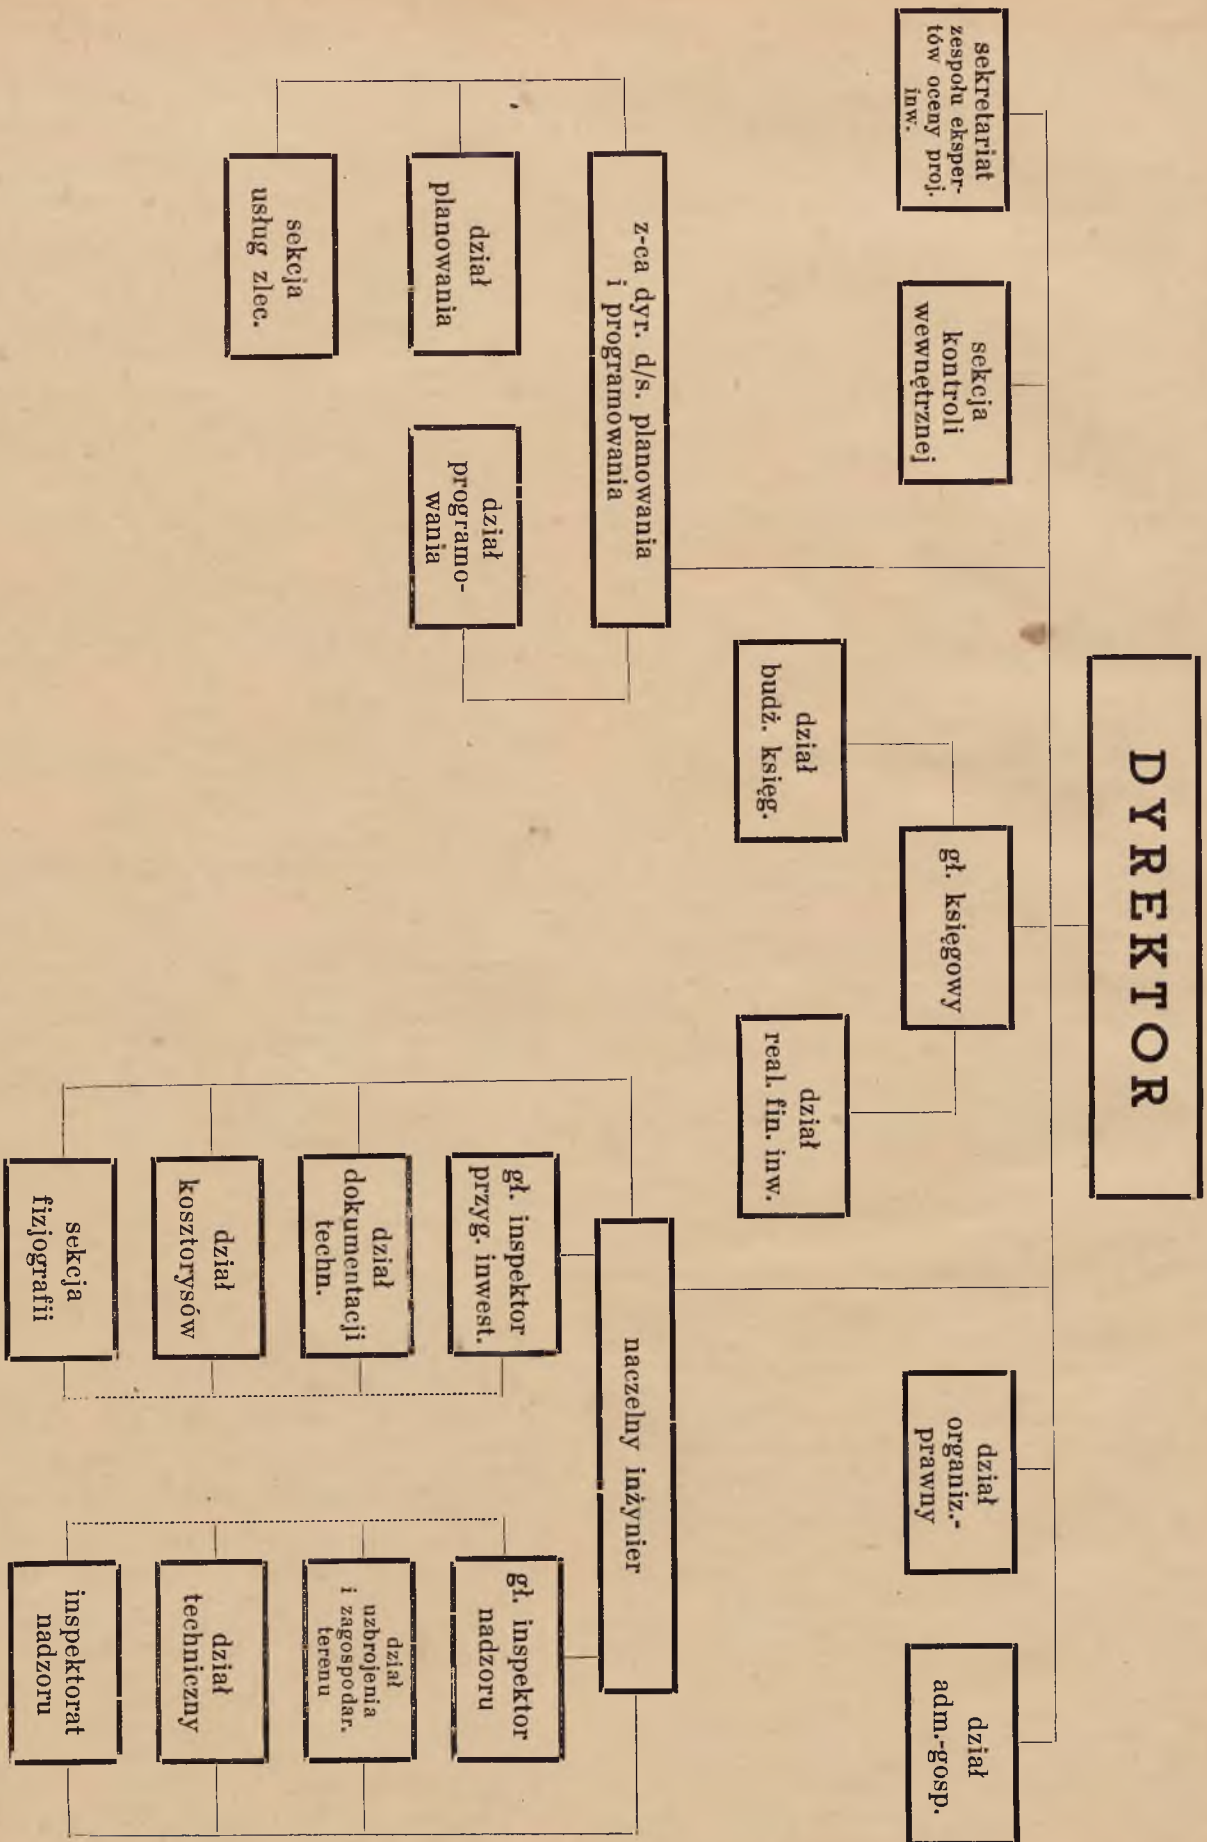 DYREKTOR
sekretariat
zespołu eksper-
tów oceny proj.
inw.
sekcja
kontroli
wewnętrznej
gł. księgowy
dział
organiz.-
prawny
dział
adm.-gosp.
dział
budż. księg.
dział
real. fin. inw.
z-ca dyr. d/s. planowania
i programowania
dział
planowania
dział
programo-
wania
sekcja
usług zlec.
naczelny inżynier
gł. inspektor
przyg. inwest.
gł. inspektor
nadzoru
dział
dokumentacji
techn.
dział
uzbrojenia
i zagospodar.
terenu
dział
kosztorysów
dział
techniczny
sekcja
fizjografii
inspektorat
nadzoru